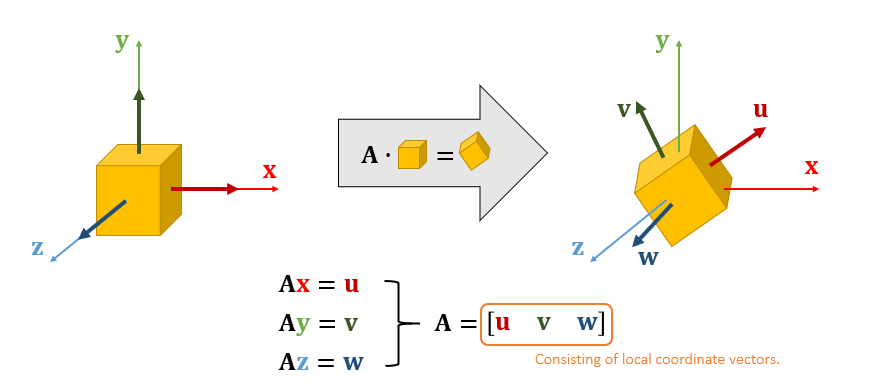 y
x
z
A · =
y
v
u
x
z
w
Ax = u
Ay = v
Az = w
A = [u v w]
Consisting of local coordinate vectors.